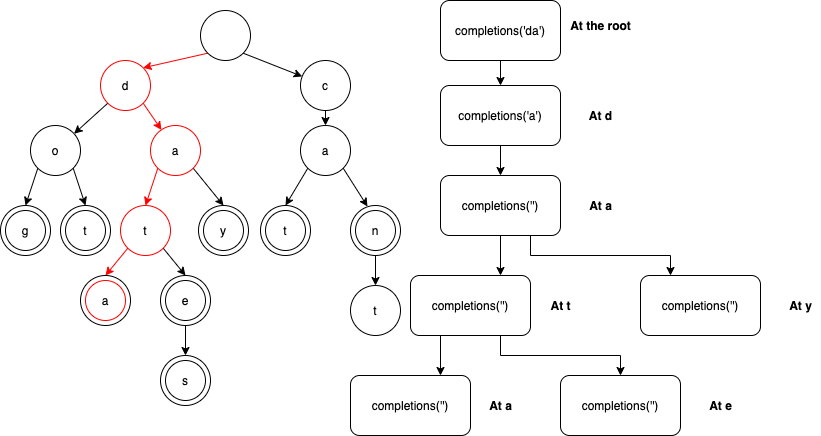 d
c
o
a
a
g
t
t
y
t
n
a
e
t
s
completions('da')
At the root
completions('a')
At d
completions('')
At a
completions('')
At t
completions('')
At y
completions('')
At a
completions('')
At e